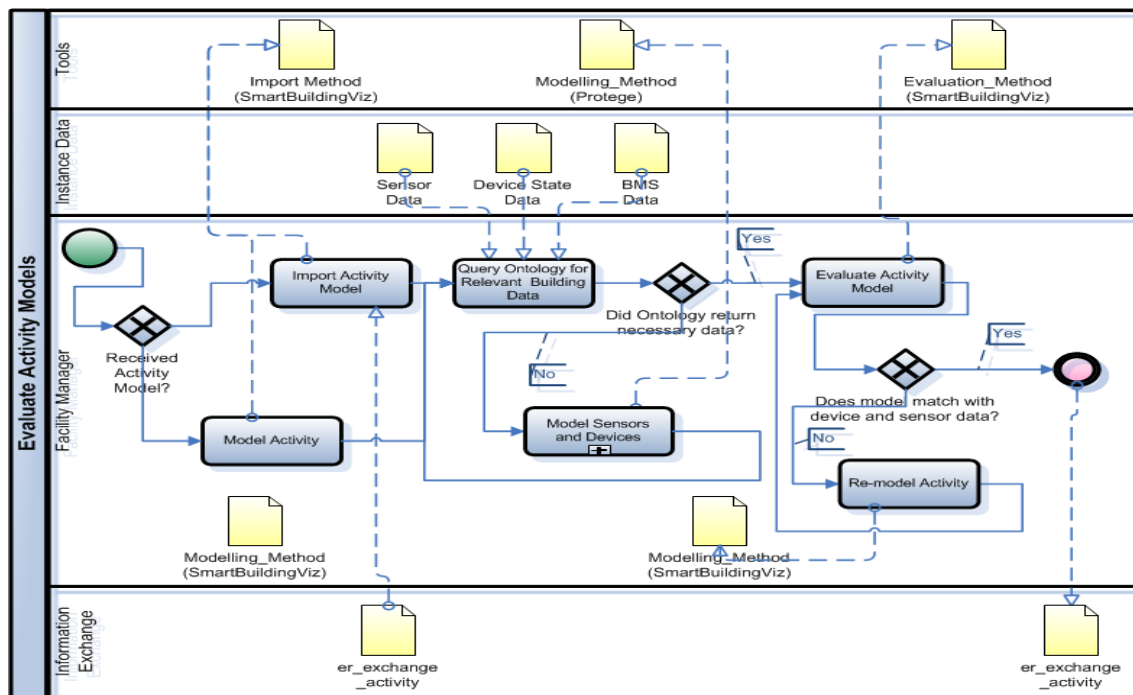 Evaluate Activity Models
Tools
Import Method
(SmartBuildingViz)
Modelling_Method
(Protege)
Evaluation_Method
(SmartBuildingViz)
Instance Data
Sensor
Data
Device State
Data
BMS
Data
Facility Manager
Import Activity
Model
Query Ontology for
Relevant Building
Data
Yes
Evaluate Activity
Model
Received
Activity
Model?
Did Ontology return
necessary data?
No
Yes
Does model match with
device and sensor data?
Model Activity
Model Sensors
and Devices
No
Re-model Activity
Modelling_Method
(SmartBuildingViz)
Modelling_Method
(SmartBuildingViz)
Information
Exchange
er_exchange
_activity
er_exchange
_activity